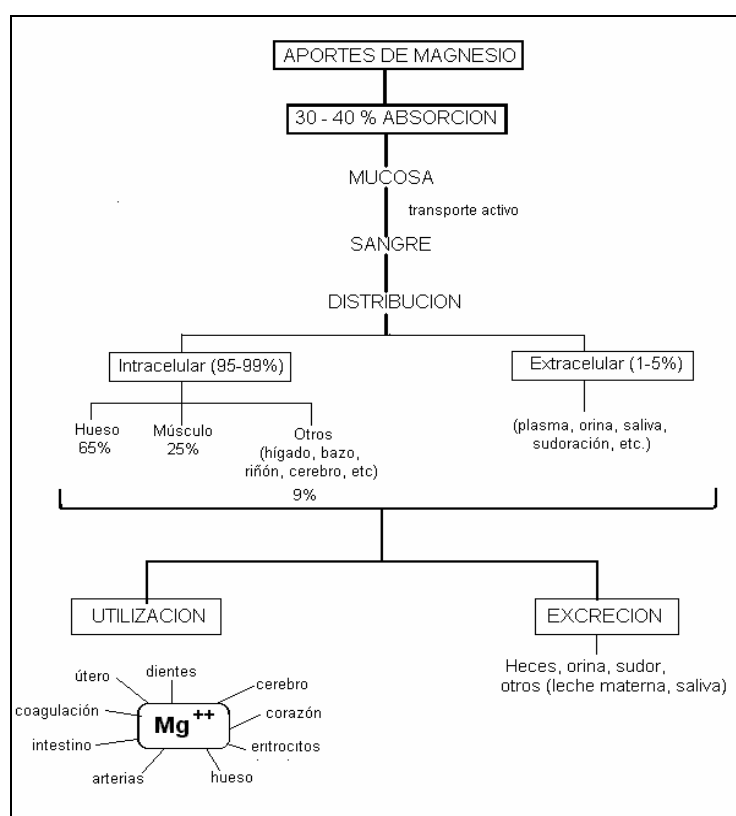 APORTES DE MAGNESIO
30 - 40 % ABSORCION
MUCOSA
transporte activo
SANGRE
DISTRIBUCION
Intracelular (95-99%)
Extracelular (1-5%)
Hueso
65%
Músculo
25%
Otros
(hígado, bazo,
riñón, cerebro, etc)
9%
(plasma, orina, saliva,
sudoración, etc.)
UTILIZACION
EXCRECION
Heces, orina, sudor,
otros (leche materna, saliva)
útero
dientes
cerebro
coagulación
Mg++
corazón
intestino
eritrocitos
arterias
hueso